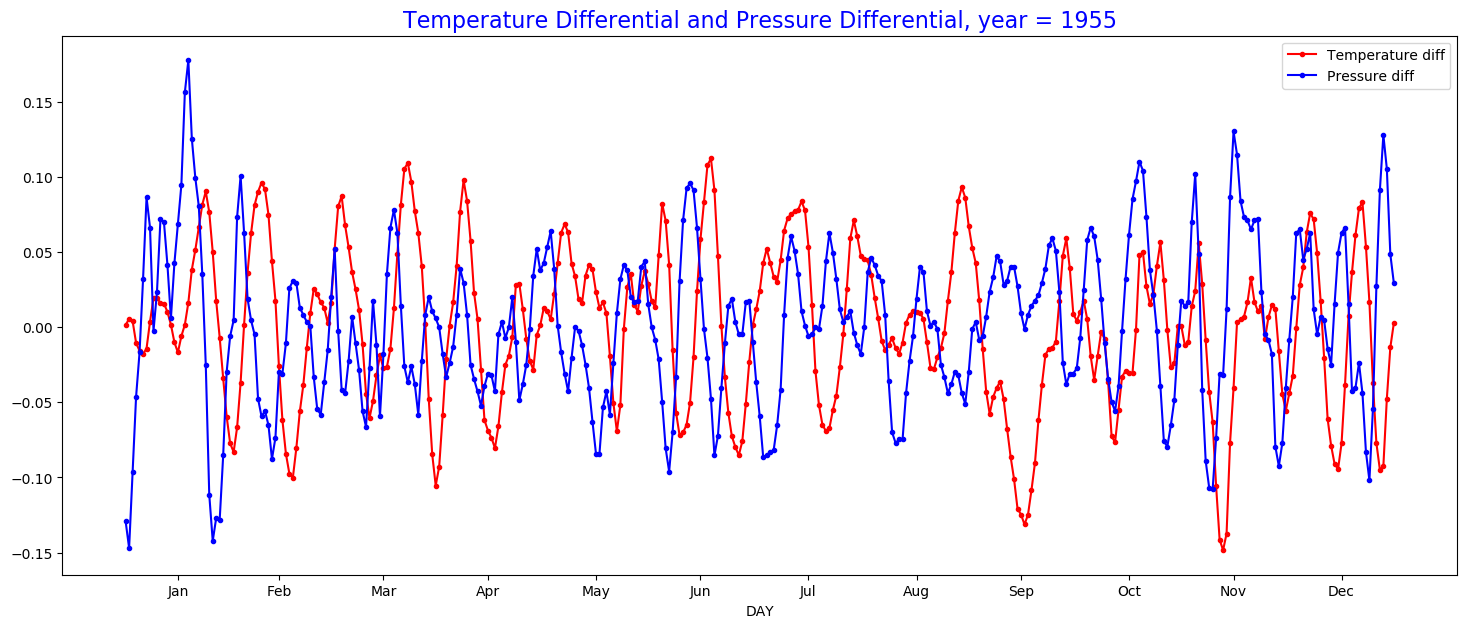 Temperature Differential and Pressure Differential, year = 1955
Temperature diff
Pressure diff
0.15
0.10
0.05
0.00
−0.05
−0.10
−0.15
Jan Feb Mar Apr May Jun Jul Aug Sep Oct Nov Dec
DAY